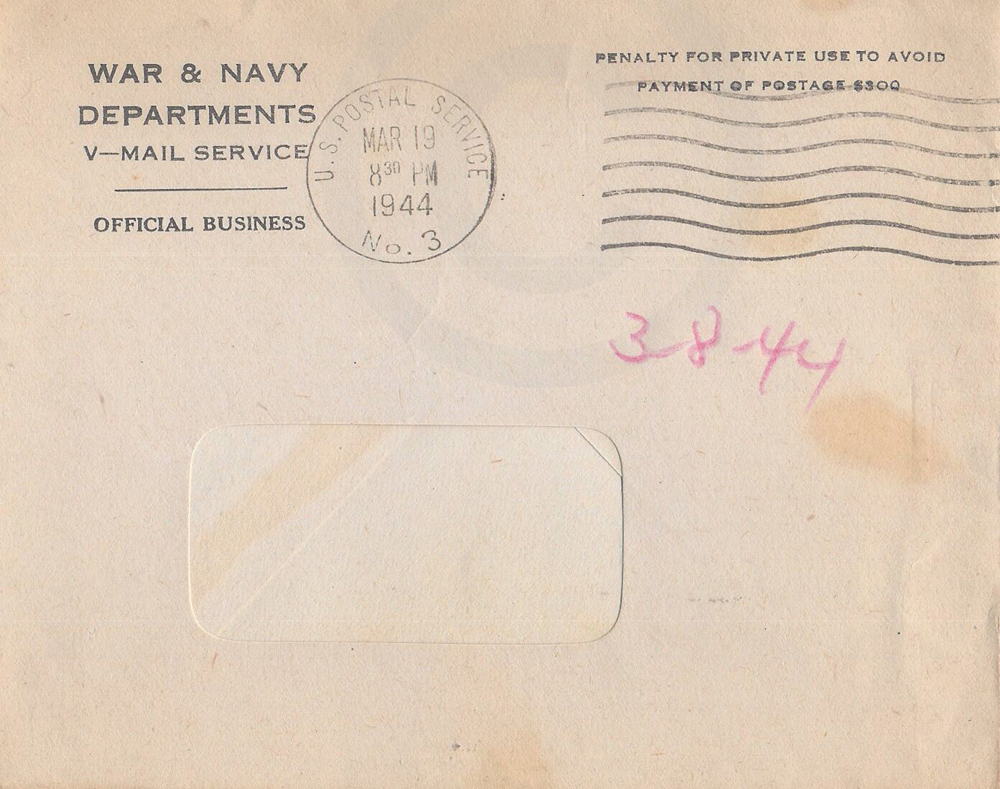 WAR & NAVY
DEPARTMENTS
V—MAIL SERVICE
OFFICIAL BUSINESS
U.S. POSTAL SERVICE
MAR 19
830 PM
1944
No. 3
PENALTY FOR PRIVATE USE TO AVOID
PAYMENT OF POSTAGE $300
3-8-44